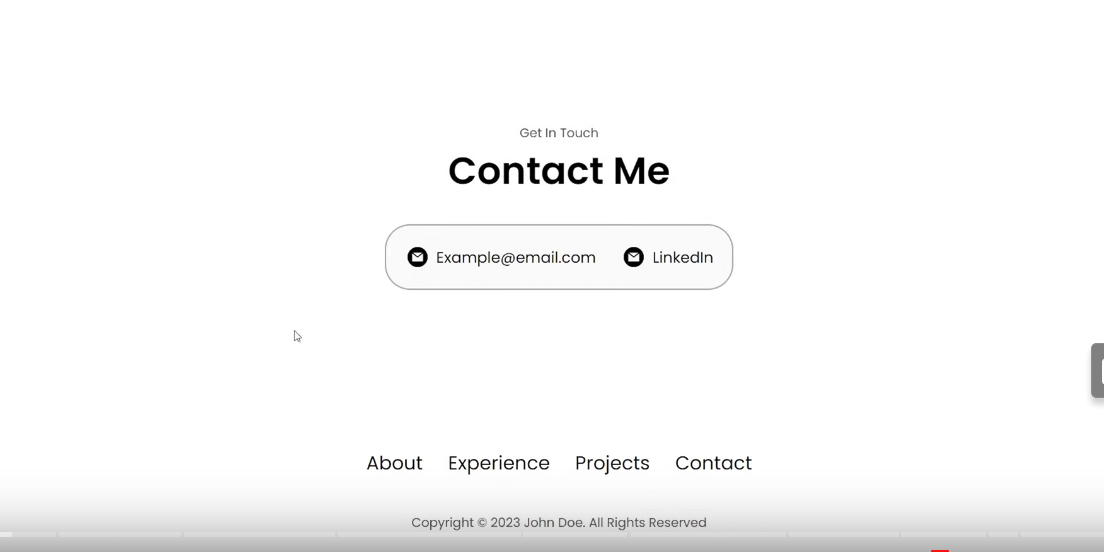 Get In Touch
Contact Me
Example@email.com LinkedIn
About Experience Projects Contact
Copyright © 2023 John Doe. All Rights Reserved